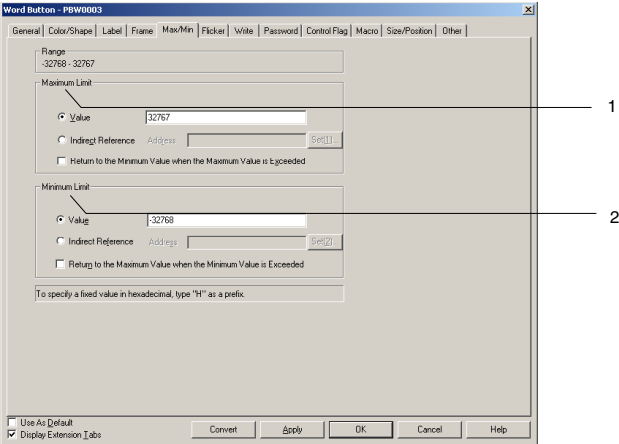 Word Button - PBW0003
General Color/Shape Label Frame Max/Min Flicker Write Password Control Flag Macro Size/Position Other
Range
-32768 - 32767
Maximum Limit
1
Value 32767
Indirect Reference Address Set[1]...
Return to the Minimum Value when the Maximum Value is Exceeded
Minimum Limit
2
Value -32768
Indirect Reference Address Set[2]...
Return to the Maximum Value when the Minimum Value is Exceeded
To specify a fixed value in hexadecimal, type "H" as a prefix.
Use As Default
Display Extension Tabs
Convert Apply OK Cancel Help